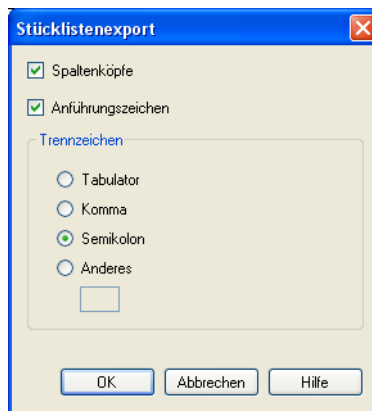 Stücklistenexport
Spaltenköpfe
Anführungszeichen
Trennzeichen
Tabulator
Komma
Semikolon
Anderes
OK Abbrechen Hilfe